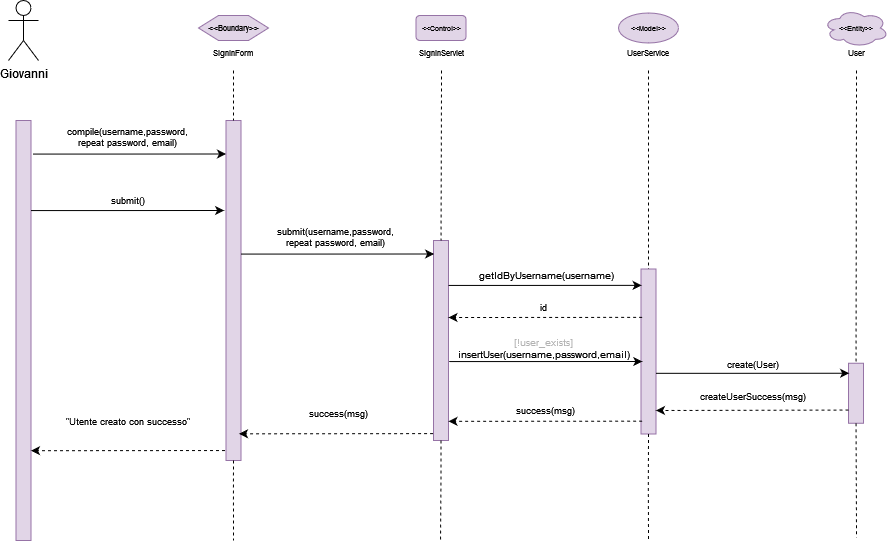 <<Boundary>>
<<Control>>
<<Model>>
<<Entity>>
SignInForm
SignInServlet
UserService
User
Giovanni
compile(username,password,
repeat password, email)
submit()
submit(username,password,
repeat password, email)
getIdByUsername(username)
id
[!user_exists]
insertUser(username,password,email)
create(User)
createUserSuccess(msg)
success(msg)
success(msg)
"Utente creato con successo"